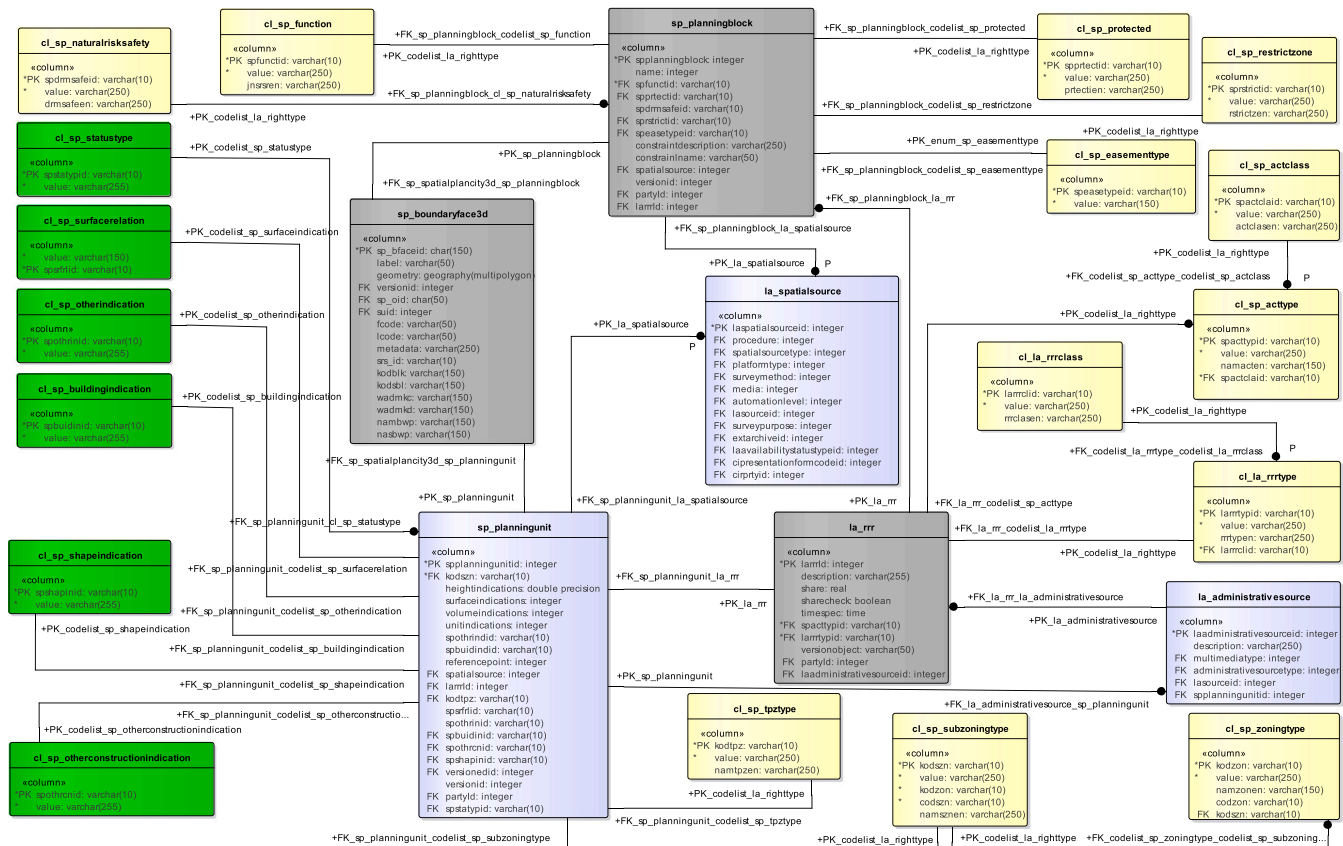 cl_sp_naturalrisksafety
«column»
*PK spdrmsafeid: varchar(10)
* value: varchar(250)
drmsafeen: varchar(250)
cl_sp_function
«column»
*PK spfunctid: varchar(10)
* value: varchar(250)
jnsrsren: varchar(250)
+FK_sp_planningblock_codelist_sp_function
+PK_codelist_la_righttype
+FK_sp_planningblock_cl_sp_naturalrisksafety
+PK_codelist_la_righttype
sp_planningblock
«column»
*PK spplanningblock: integer
name: integer
*FK spfunctid: varchar(10)
FK spprtectid: varchar(10)
spdrmsafeid: varchar(10)
FK sprstrictid: varchar(10)
FK speasetypeid: varchar(10)
constraintdescription: varchar(250)
constrainlname: varchar(50)
FK spatialsource: integer
versionid: integer
FK partyId: integer
FK larrrId: integer
+FK_sp_planningblock_codelist_sp_protected
+PK_codelist_la_righttype
cl_sp_protected
«column»
*PK spprtectid: varchar(10)
* value: varchar(250)
prtectien: varchar(250)
cl_sp_restrictzone
«column»
*PK sprstrictid: varchar(10)
* value: varchar(250)
rstrictzen: varchar(250)
+FK_sp_planningblock_codelist_sp_restrictzone
+PK_codelist_la_righttype
+PK_enum_sp_easementtype
+FK_sp_planningblock_codelist_sp_easementtype
cl_sp_easementtype
«column»
*PK speasetypeid: varchar(10)
* value: varchar(150)
cl_sp_actclass
«column»
*PK spactclaid: varchar(10)
* value: varchar(250)
actclasen: varchar(250)
+PK_codelist_la_righttype
+FK_codelist_sp_acttype_codelist_sp_actclass
P
cl_sp_acttype
«column»
*PK spacttypid: varchar(10)
* value: varchar(250)
namacten: varchar(150)
*FK spactclaid: varchar(10)
+PK_codelist_la_righttype
cl_sp_statustype
«column»
*PK spstatypid: varchar(10)
* value: varchar(255)
+PK_codelist_sp_statustype
cl_sp_surfacerelation
«column»
* value: varchar(150)
*PK spsrfrlid: varchar(10)
+PK_codelist_sp_surfaceindication
cl_sp_otherindication
«column»
*PK spothrinid: varchar(10)
* value: varchar(255)
+PK_codelist_sp_otherindication
cl_sp_buildingindication
«column»
*PK spbuidinid: varchar(10)
* value: varchar(255)
+PK_codelist_sp_buildingindication
+PK_sp_planningblock
+FK_sp_spatialplancity3d_sp_planningblock
sp_boundaryface3d
«column»
*PK sp_bfaceid: char(150)
label: varchar(50)
geometry: geography(multipolygon)
FK versionid: integer
FK sp_oid: char(50)
FK suid: integer
fcode: varchar(50)
lcode: varchar(50)
metadata: varchar(250)
srs_id: varchar(10)
kodblk: varchar(150)
kodsbl: varchar(150)
wadmkc: varchar(150)
wadmkd: varchar(150)
nambwp: varchar(150)
nasbwp: varchar(150)
+FK_sp_spatialplancity3d_sp_planningunit
+PK_sp_planningunit
+FK_sp_planningblock_la_rrr
+FK_sp_planningblock_la_spatialsource
+PK_la_spatialsource
P
+PK_la_spatialsource
P
la_spatialsource
«column»
*PK laspatialsourceid: integer
FK procedure: integer
FK spatialsourcetype: integer
FK platformtype: integer
FK surveymethod: integer
FK media: integer
FK automationlevel: integer
FK lasourceid: integer
FK surveypurpose: integer
FK extarchiveid: integer
FK laavailabilitystatustypeid: integer
FK cipresentationformcodeid: integer
FK cirprtyid: integer
cl_la_rrrclass
«column»
*PK larrrclid: varchar(10)
* value: varchar(250)
rrrclasen: varchar(250)
+PK_codelist_la_righttype
+FK_codelist_la_rrtype_codelist_la_rrrclass
P
cl_la_rrrtype
«column»
*PK larrrtypid: varchar(10)
* value: varchar(250)
rrrtypen: varchar(250)
*FK larrrclid: varchar(10)
+PK_la_rrr
+FK_la_rrr_codelist_sp_acttype
+FK_la_rrr_codelist_la_rrrtype
+PK_codelist_la_righttype
+FK_sp_planningunit_la_spatialsource
+FK_sp_planningunit_cl_sp_statustype
sp_planningunit
«column»
*PK spplanningunitid: integer
*FK kodszn: varchar(10)
heightindications: double precision
surfaceindications: integer
volumeindications: integer
unitindications: integer
spothrindid: varchar(10)
spbuidindid: varchar(10)
referencepoint: integer
FK spatialsource: integer
FK larrrId: integer
FK kodtpz: varchar(10)
spsrfrlid: varchar(10)
spothrinid: varchar(10)
FK spbuidinid: varchar(10)
FK spothrcnid: varchar(10)
FK spshapinid: varchar(10)
FK versionedid: integer
versionid: integer
FK partyId: integer
FK spstatypid: varchar(10)
cl_sp_shapeindication
«column»
*PK spshapinid: varchar(10)
* value: varchar(255)
+FK_sp_planningunit_codelist_sp_surfacerelation
+FK_sp_planningunit_codelist_sp_otherindication
+PK_codelist_sp_shapeindication
+FK_sp_planningunit_codelist_sp_buildingindication
+FK_sp_planningunit_codelist_sp_shapeindication
+FK_sp_planningunit_codelist_sp_otherconstructio...
+PK_codelist_sp_otherconstructionindication
cl_sp_otherconstructionindication
«column»
*PK spothrcnid: varchar(10)
* value: varchar(255)
+FK_sp_planningunit_la_rrr
+PK_la_rrr
la_rrr
«column»
*PK larrrId: integer
description: varchar(255)
share: real
sharecheck: boolean
timespec: time
*FK spacttypid: varchar(10)
*FK larrrtypid: varchar(10)
versionobject: varchar(50)
FK partyId: integer
FK laadministrativesourceid: integer
+FK_la_rrr_la_administrativesource
+PK_la_administrativesource
la_administrativesource
«column»
*PK laadministrativesourceid: integer
description: varchar(250)
FK multimediatype: integer
FK administrativesourcetype: integer
FK lasourceid: integer
FK spplanningunitid: integer
+PK_sp_planningunit
+FK_la_administrativesource_sp_planningunit
cl_sp_tpztype
«column»
*PK kodtpz: varchar(10)
* value: varchar(250)
namtpzen: varchar(250)
+PK_codelist_la_righttype
+FK_sp_planningunit_codelist_sp_tpztype
cl_sp_subzoningtype
«column»
*PK kodszn: varchar(10)
* value: varchar(250)
* kodzon: varchar(10)
* codszn: varchar(10)
namsznen: varchar(250)
cl_sp_zoningtype
«column»
*PK kodzon: varchar(10)
* value: varchar(250)
namzonen: varchar(150)
codzon: varchar(10)
FK kodszn: varchar(10)
+FK_sp_planningunit_codelist_sp_subzoningtype
+PK_codelist_la_righttype
+PK_codelist_la_righttype
+FK_codelist_sp_zoningtype_codelist_sp_subzoning...